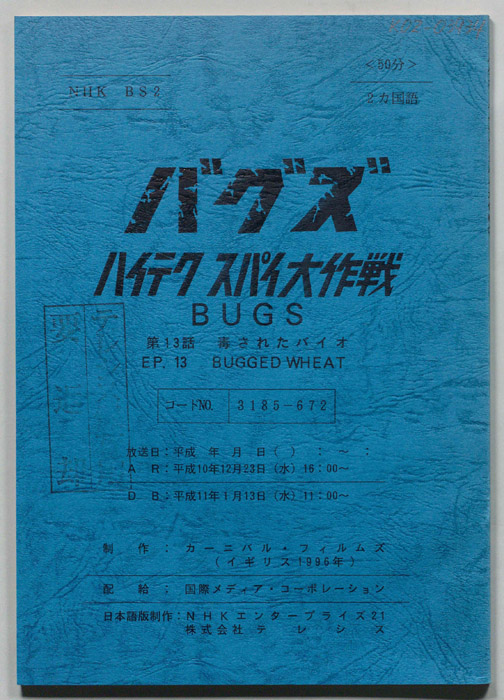 <50分>
NHK BS2
2カ国語
バグズ
ハイテク スパイ大作戦
BUGS
第13話 毒されたバイオ
EP. 13 BUGGED WHEAT
コードNO. 3185-672
放送日:平成 年 月 日( ) : ~ :
A R:平成10年12月23日(水)16:00~
D B:平成11年1月13日(水)11:00~
制作:カーニバル・フィルムズ
(イギリス1996年)
配給:国際メディア・コーポレーション
日本語版制作:NHKエンタープライズ21
株式会社テレシス